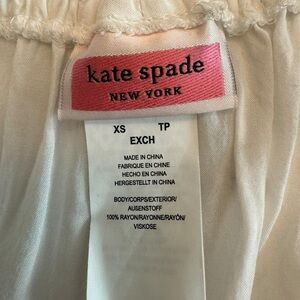 kate spade
NEW YORK
XS TP
EXCH
MADE IN CHINA
FABRIQUE EN CHINE
HECHO EN CHINA
HERGESTELLT IN CHINA
BODY/CORPS/EXTERIOR/
AUßENSTOFF
100% RAYON/RAYONNE/RAYÓN/
VISKOSE